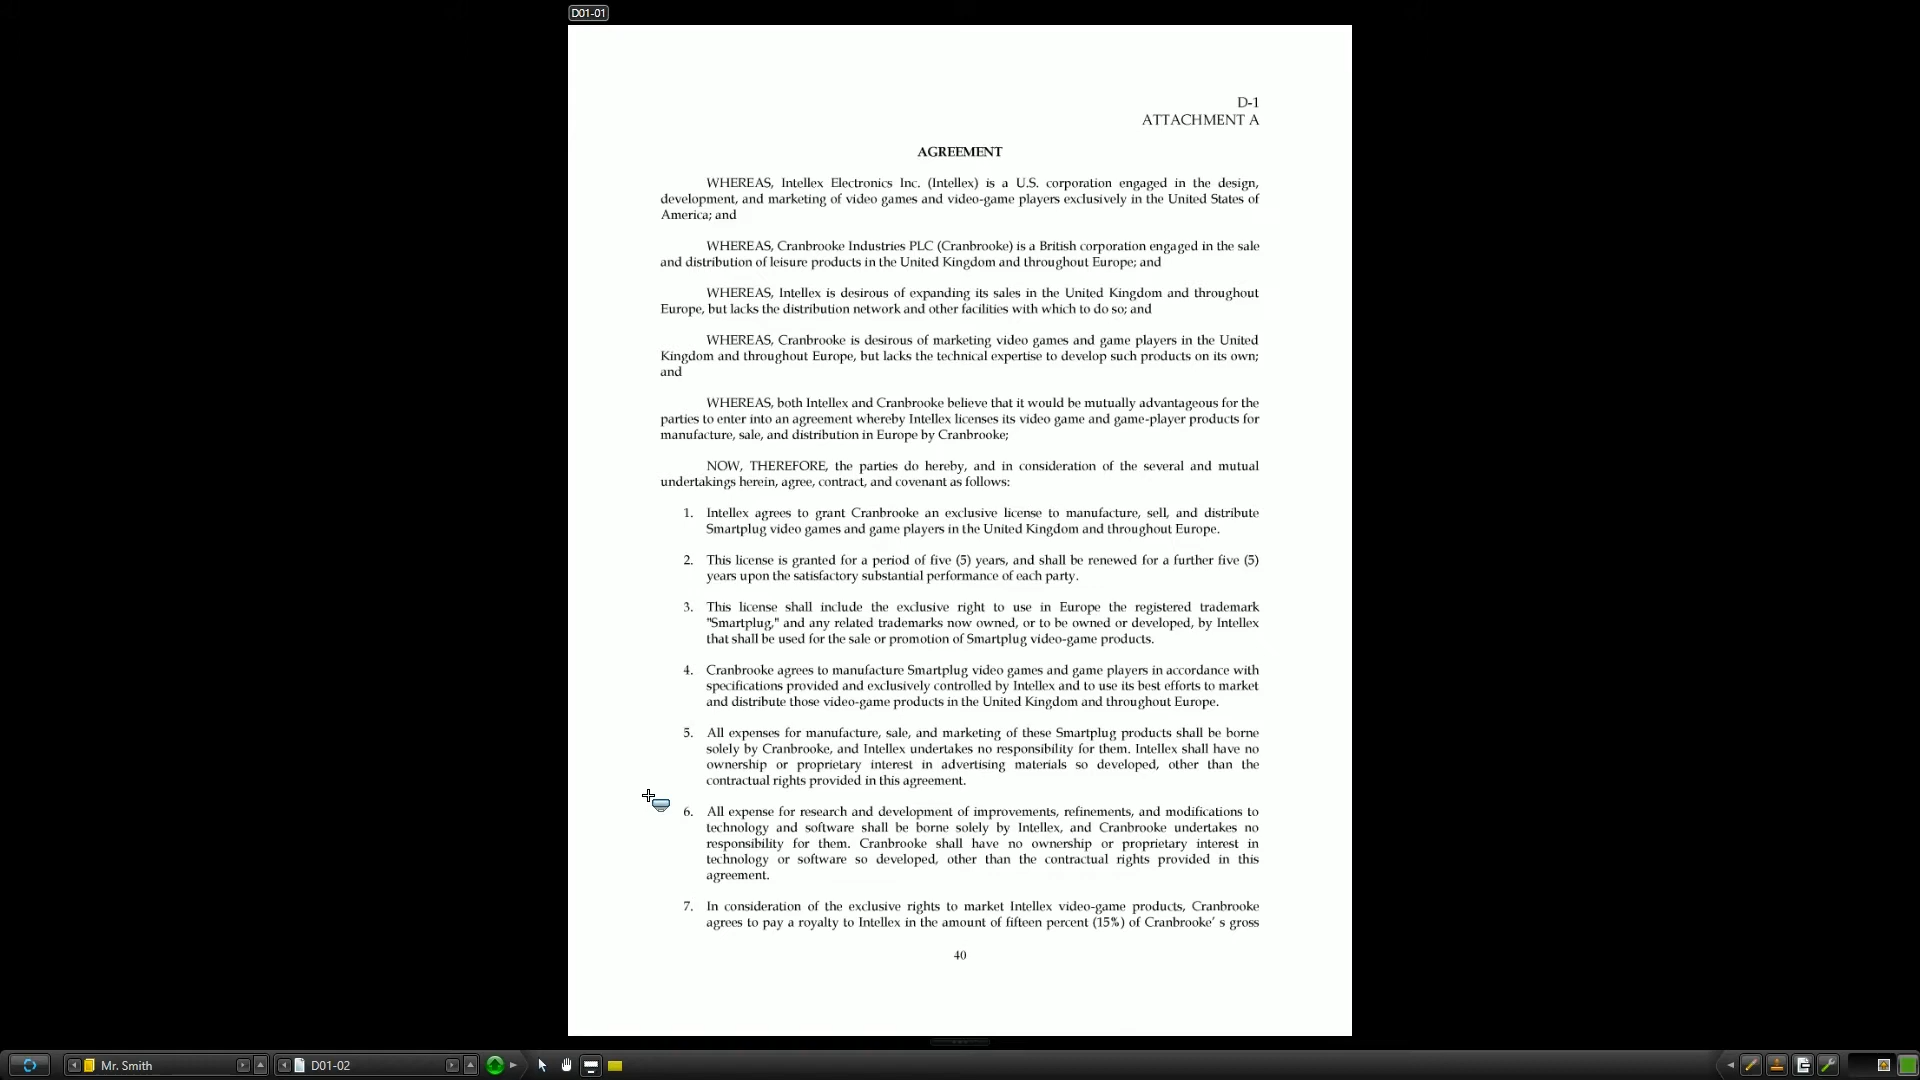 D01-01
D-1
ATTACHMENT A
AGREEMENT
WHEREAS, Intellex Electronics Inc. (Intellex) is a U.S. corporation engaged in the design,
development, and marketing of video games and video-game players exclusively in the United States of
America; and
WHEREAS, Cranbrooke Industries PLC (Cranbrooke) is a British corporation engaged in the sale
and distribution of leisure products in the United Kingdom and throughout Europe; and
WHEREAS, Intellex is desirous of expanding its sales in the United Kingdom and throughout
Europe, but lacks the distribution network and other facilities with which to do so; and
WHEREAS, Cranbrooke is desirous of marketing video games and game players in the United
Kingdom and throughout Europe, but lacks the technical expertise to develop such products on its own;
and
WHEREAS, both Intellex and Cranbrooke believe that it would be mutually advantageous for the
parties to enter into an agreement whereby Intellex licenses its video game and game-player products for
manufacture, sale, and distribution in Europe by Cranbrooke;
NOW, THEREFORE, the parties do hereby, and in consideration of the several and mutual
undertakings herein, agree, contract, and covenant as follows:
1. Intellex agrees to grant Cranbrooke an exclusive license to manufacture, sell, and distribute
Smartplug video games and game players in the United Kingdom and throughout Europe.
2. This license is granted for a period of five (5) years, and shall be renewed for a further five (5)
years upon the satisfactory substantial performance of each party.
3. This license shall include the exclusive right to use in Europe the registered trademark
"Smartplug," and any related trademarks now owned, or to be owned or developed, by Intellex
that shall be used for the sale or promotion of Smartplug video-game products.
4. Cranbrooke agrees to manufacture Smartplug video games and game players in accordance with
specifications provided and exclusively controlled by Intellex and to use its best efforts to market
and distribute those video-game products in the United Kingdom and throughout Europe.
5. All expenses for manufacture, sale, and marketing of these Smartplug products shall be borne
solely by Cranbrooke, and Intellex undertakes no responsibility for them. Intellex shall have no
ownership or proprietary interest in advertising materials so developed, other than the
contractual rights provided in this agreement.
6. All expense for research and development of improvements, refinements, and modifications to
technology and software shall be borne solely by Intellex, and Cranbrooke undertakes no
responsibility for them. Cranbrooke shall have no ownership or proprietary interest in
technology or software so developed, other than the contractual rights provided in this
agreement.
7. In consideration of the exclusive rights to market Intellex video-game products, Cranbrooke
agrees to pay a royalty to Intellex in the amount of fifteen percent (15%) of Cranbrooke' s gross
40
Mr. Smith
D01-02